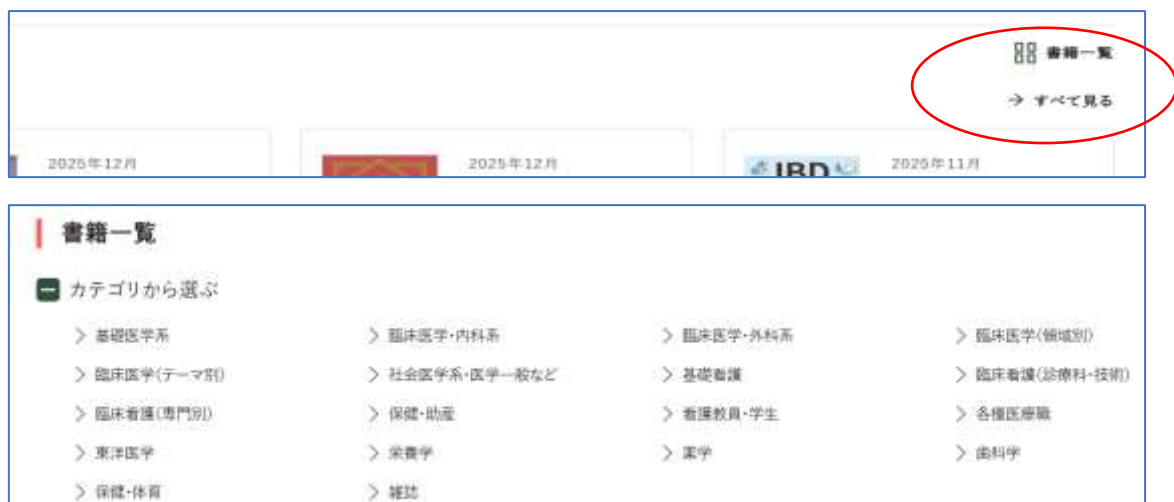 書籍一覧
→ すべて見る
2025年12月
2025年12月
IBD
2025年11月
書籍一覧
カテゴリから選ぶ
> 基礎医学系
> 臨床医学・内科系
> 臨床医学・外科系
> 臨床医学(領域別)
> 臨床医学(テーマ別)
> 社会医学系・医学一般など
> 基礎看護
> 臨床看護(診療科・技術)
> 臨床看護(専門別)
> 保健・助産
> 看護教員・学生
> 各種医療職
> 東洋医学
> 栄養学
> 薬学
> 歯科学
> 保健・体育
> 雑誌